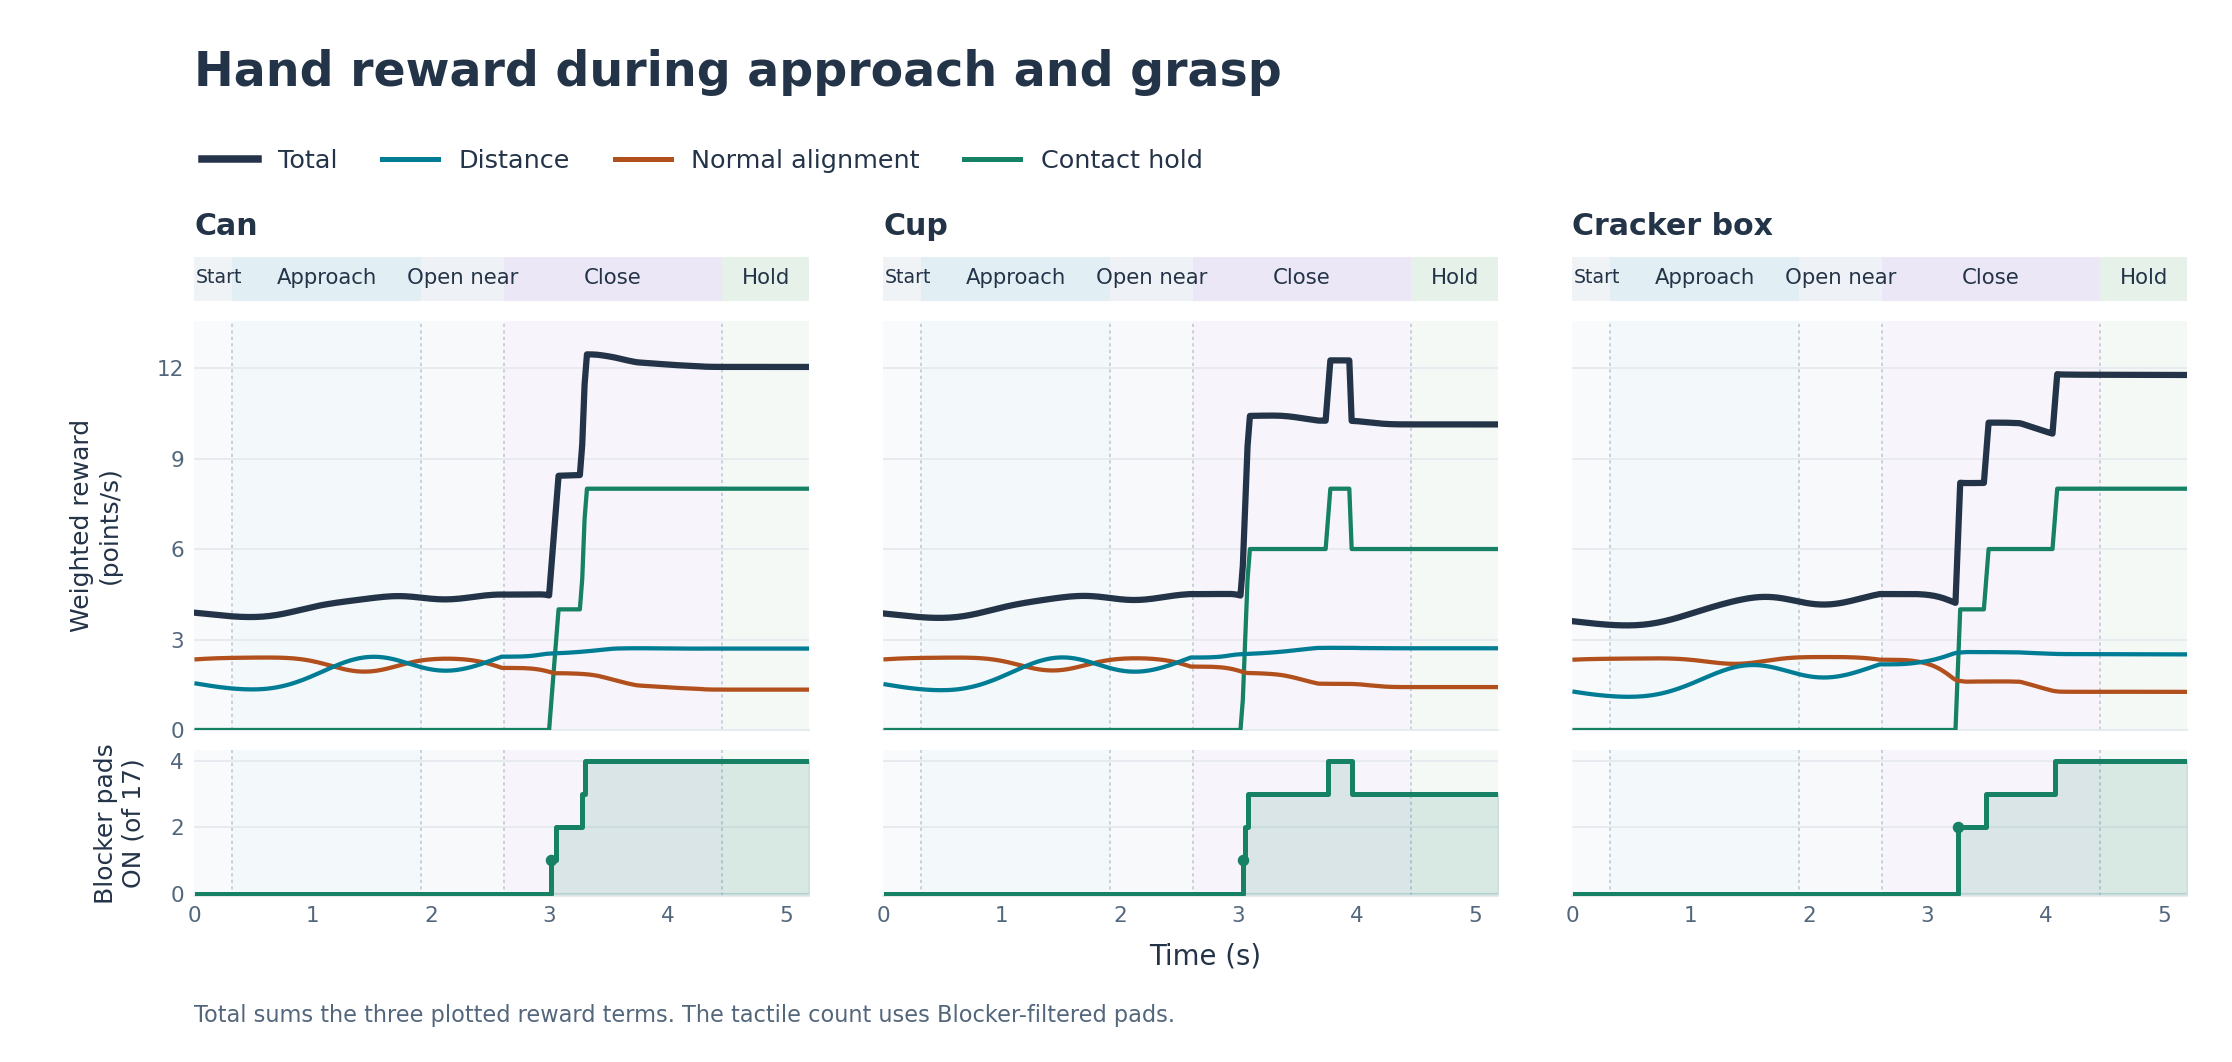 Hand reward during approach and grasp
Total Distance Normal alignment Contact hold
Can Cup Cracker box
Start Approach Open near Close Hold Start Approach Open near Close Hold Start Approach Open near Close Hold
Weighted reward
(points/s)
12
9
6
3
0
Blocker pads
ON (of 17)
4
2
0
0 1 2 3 4 5 0 1 2 3 4 5 0 1 2 3 4 5
Time (s)
Total sums the three plotted reward terms. The tactile count uses Blocker-filtered pads.